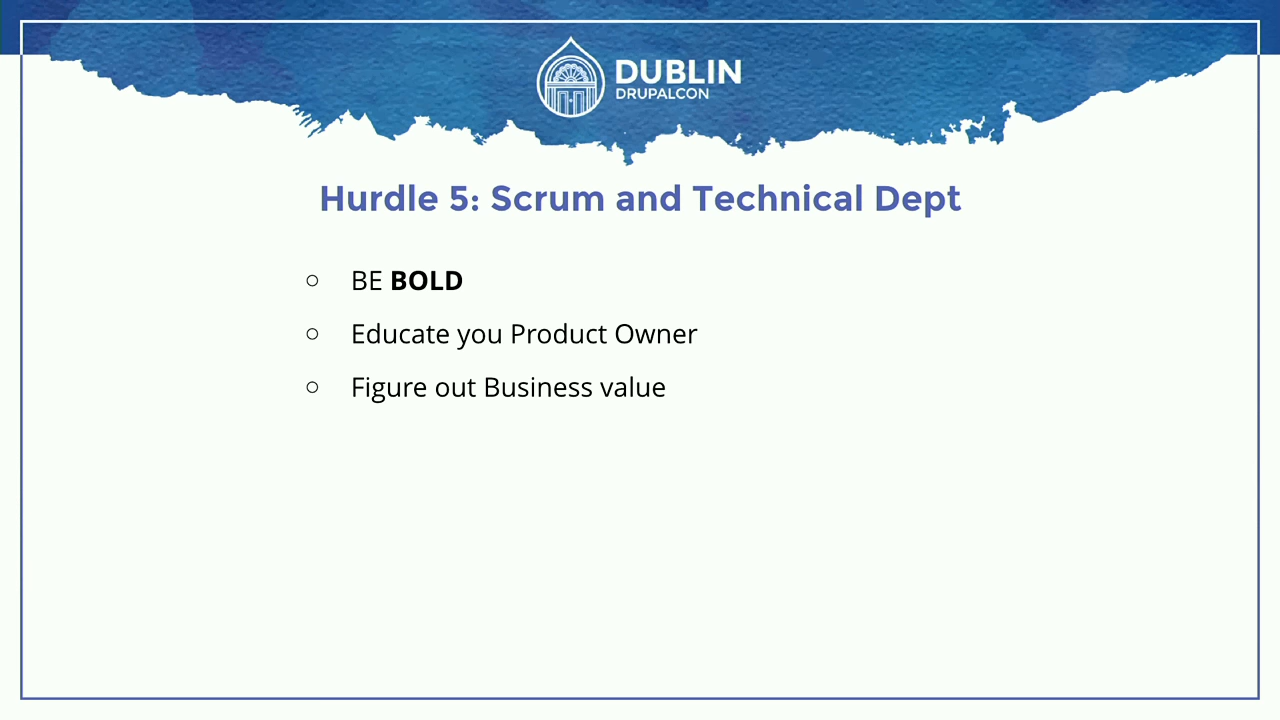 DUBLIN
DRUPALCON
Hurdle 5: Scrum and Technical Dept
BE BOLD
Educate you Product Owner
Figure out Business value